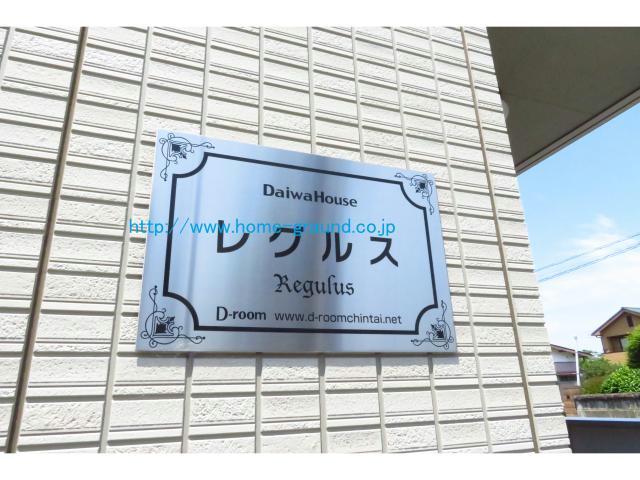 DaiwaHouse
http://www.home-ground.co.jp
レグルス
Regulus
D-room www.d-roomchintai.net